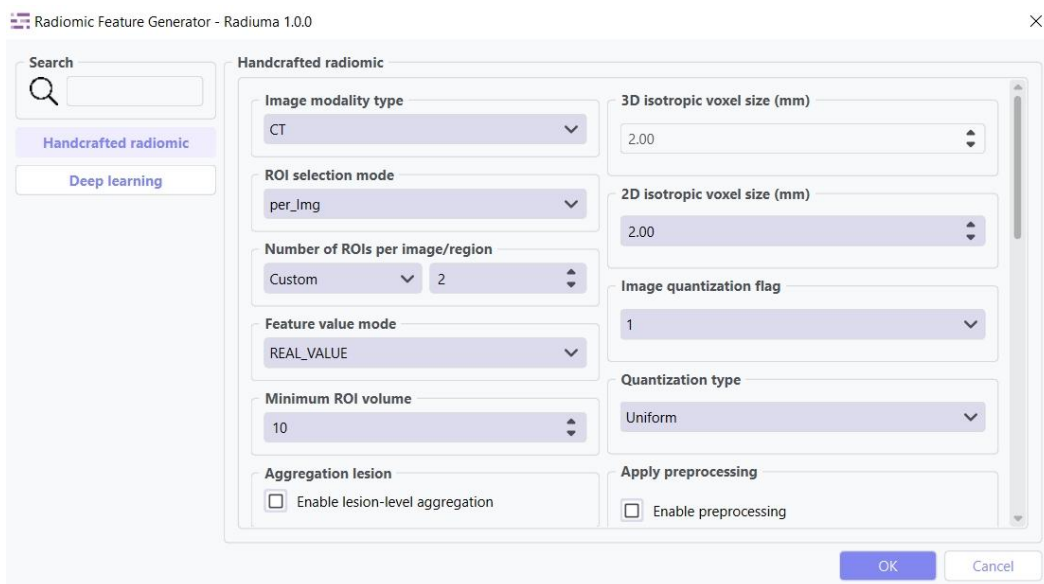 Radiomic Feature Generator - Radiuma 1.0.0
Search
Handcrafted radiomic
Deep learning
Handcrafted radiomic
Image modality type
CT
ROI selection mode
per_Img
Number of ROIs per image/region
Custom
2
Feature value mode
REAL_VALUE
Minimum ROI volume
10
Aggregation lesion
Enable lesion-level aggregation
3D isotropic voxel size (mm)
2.00
2D isotropic voxel size (mm)
2.00
Image quantization flag
1
Quantization type
Uniform
Apply preprocessing
Enable preprocessing
OK
Cancel